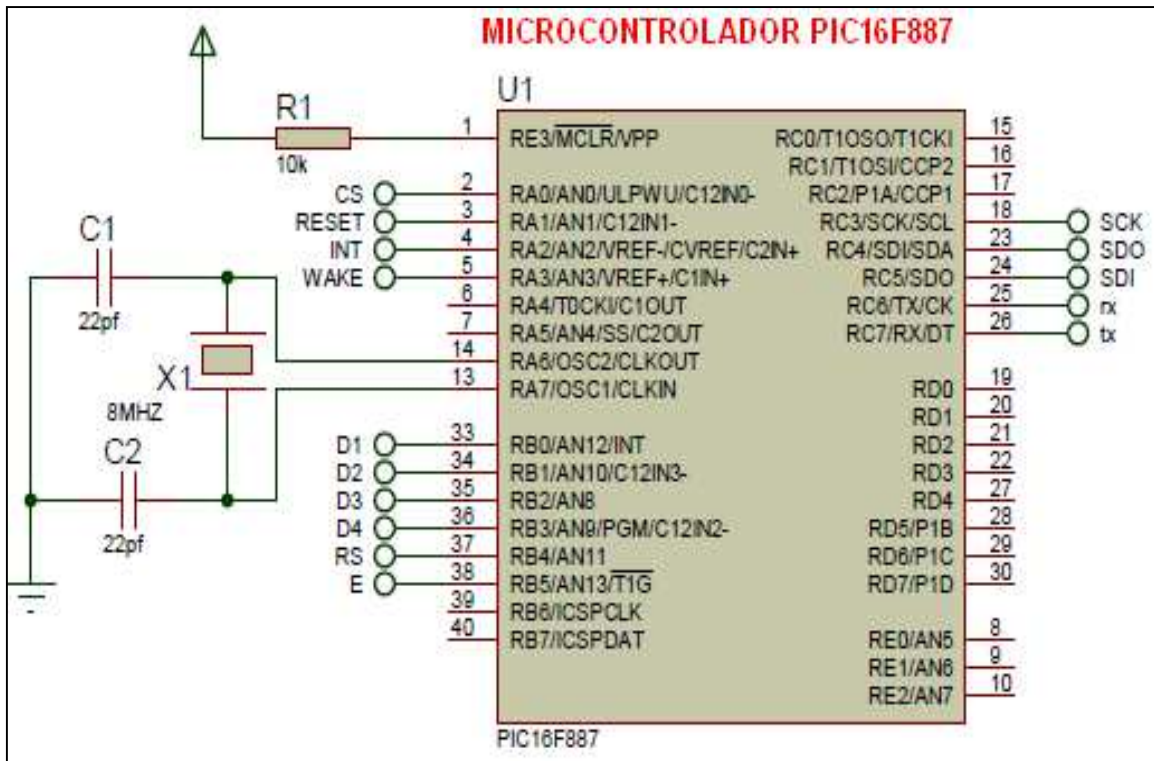 MICROCONTROLADOR PIC16F887
U1
R1
10k
1 RE3/MCLR/VPP
CS 2 RA0/AN0/ULPWU/C12IN0-
RESET 3 RA1/AN1/C12IN1-
INT 4 RA2/AN2/VREF-/CVREF/C2IN+
WAKE 5 RA3/AN3/VREF+/C1IN+
6 RA4/T0CKI/C1OUT
7 RA5/AN4/SS/C2OUT
14 RA6/OSC2/CLKOUT
13 RA7/OSC1/CLKIN
C1
22pf
X1
8MHZ
C2
22pf
D1 33 RB0/AN12/INT
D2 34 RB1/AN10/C12IN3-
D3 35 RB2/AN8
D4 36 RB3/AN9/PGM/C12IN2-
RS 37 RB4/AN11
E 38 RB5/AN13/T1G
39 RB6/ICSPCLK
40 RB7/ICSPDAT
RC0/T1OSO/T1CKI 15
RC1/T1OSI/CCP2 16
RC2/P1A/CCP1 17
RC3/SCK/SCL 18 SCK
RC4/SDI/SDA 23 SDO
RC5/SDO 24 SDI
RC6/TX/CK 25 rx
RC7/RX/DT 26 tx
RD0 19
RD1 20
RD2 21
RD3 22
RD4 27
RD5/P1B 28
RD6/P1C 29
RD7/P1D 30
RE0/AN5 8
RE1/AN6 9
RE2/AN7 10
PIC16F887